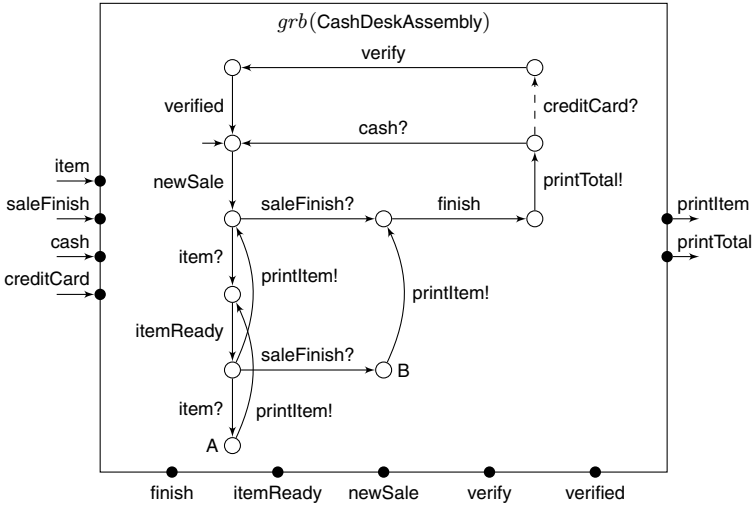 grb(CashDeskAssembly)
verify
verified
creditCard?
cash?
item
newSale
printTotal!
saleFinish
saleFinish?
finish
printItem
cash
item?
printTotal
creditCard
printItem!
printItem!
itemReady
saleFinish?
B
item?
printItem!
A
finish
itemReady
newSale
verify
verified